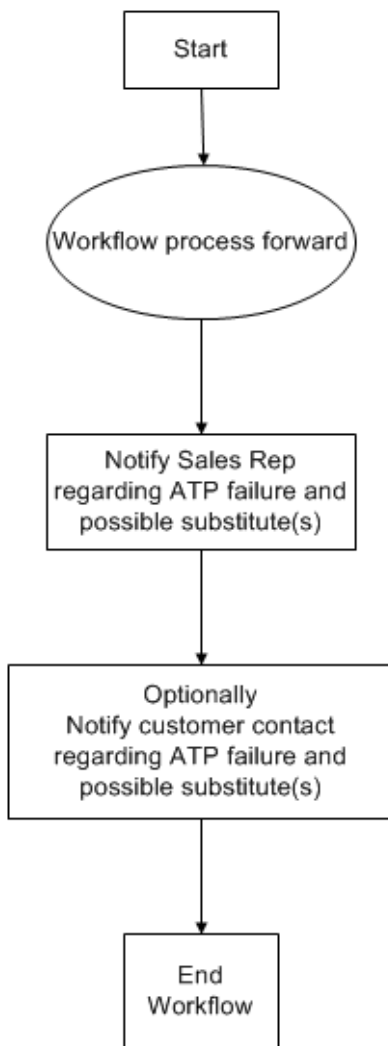 Start
Workflow process forward
Notify Sales Rep
regarding ATP failure and
possible substitute(s)
Optionally
Notify customer contact
regarding ATP failure and
possible substitute(s)
End
Workflow